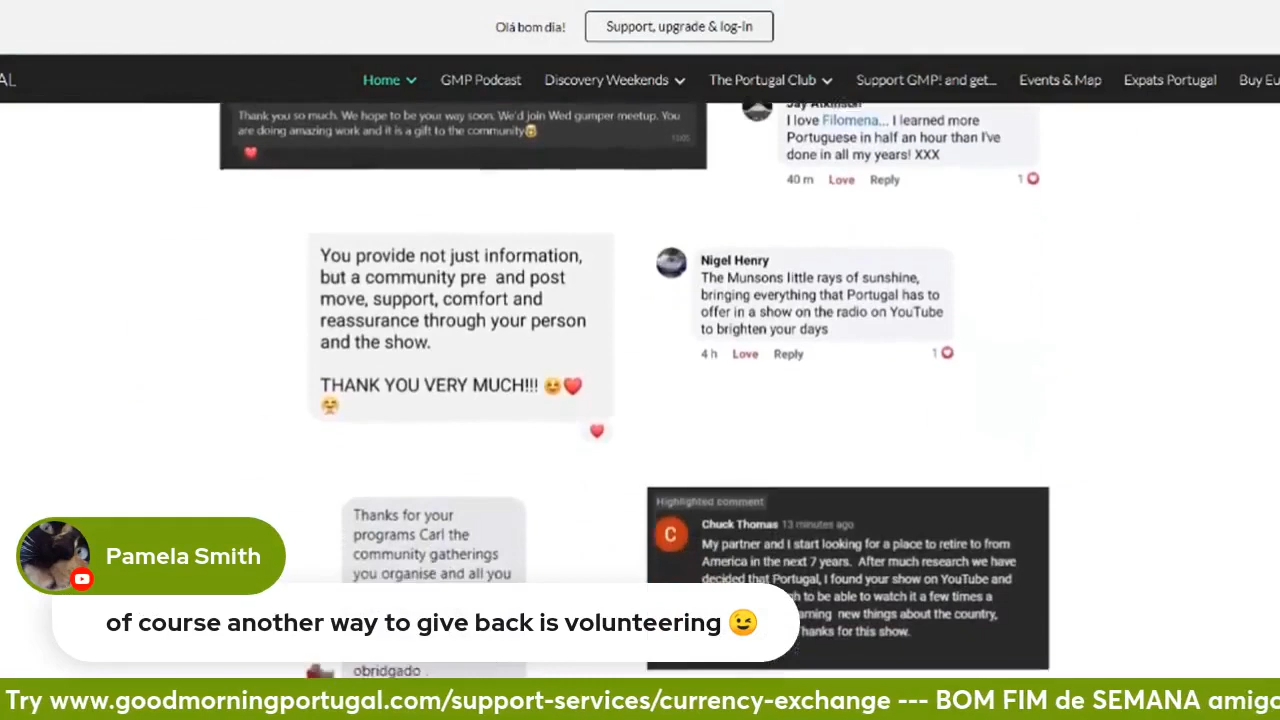 Olá bom dia!
Support, upgrade & log-in
AL
Home
GMP Podcast
Discovery Weekends
The Portugal Club
Support GMP! and get...
Events & Map
Expats Portugal
Buy Eu
Thank you so much. We hope to be your way soon. We'd join Wed gumper meetup. You
are doing amazing work and it is a gift to the community😀
Jay Atkinson
I love Filomena... I learned more
Portuguese in half an hour than I've
done in all my years! XXX
40 m Love Reply 1
You provide not just information,
but a community pre and post
move, support, comfort and
reassurance through your person
and the show.
THANK YOU VERY MUCH!!! 😊❤️
🤗
Nigel Henry
The Munsons little rays of sunshine,
bringing everything that Portugal has to
offer in a show on the radio on YouTube
to brighten your days
4 h Love Reply 1
Thanks for your
programs Carl the
community gatherings
you organise and all you
obridgado .
Highlighted comment
C
Chuck Thomas 13 minutes ago
My partner and I start looking for a place to retire to from
America in the next 7 years. After much research we have
decided that Portugal, I found your show on YouTube and
to be able to watch it a few times a
new things about the country,
thanks for this show.
Pamela Smith
of course another way to give back is volunteering 😉
Try www.goodmorningportugal.com/support-services/currency-exchange --- BOM FIM de SEMANA amigo